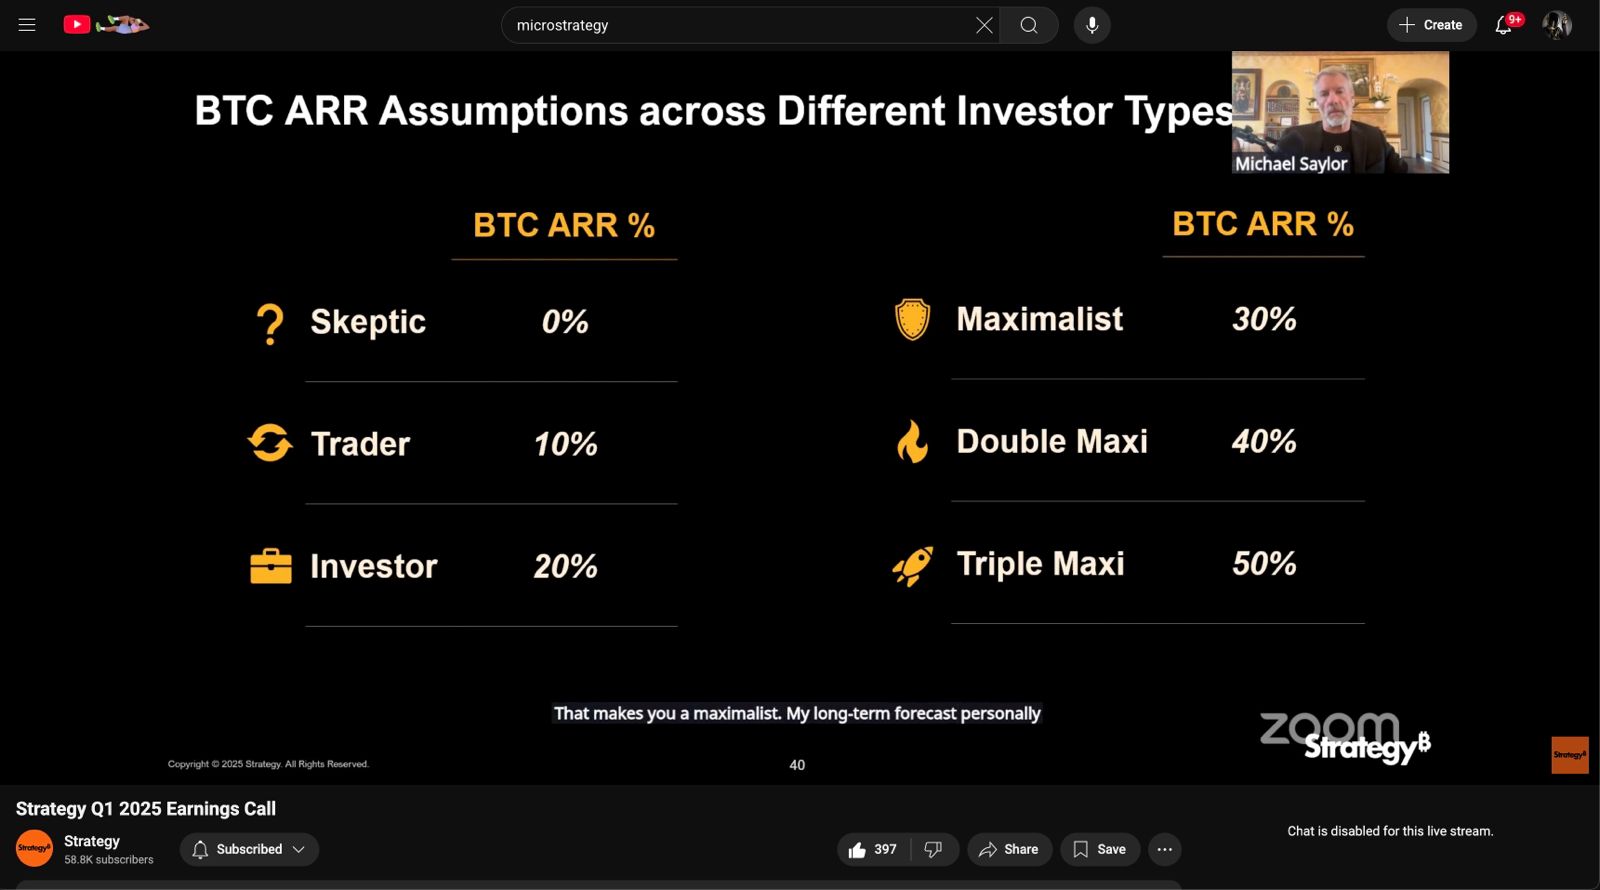 microstrategy
Create
9+
BTC ARR Assumptions across Different Investor Types
Michael Saylor
BTC ARR %
Skeptic 0%
Trader 10%
Investor 20%
BTC ARR %
Maximalist 30%
Double Maxi 40%
Triple Maxi 50%
That makes you a maximalist. My long-term forecast personally
zoom
Strategy₿
Strategy₿
Copyright © 2025 Strategy. All Rights Reserved.
40
Strategy Q1 2025 Earnings Call
Strategy₿
Strategy
58.8K subscribers
Subscribed
397
Share
Save
Chat is disabled for this live stream.